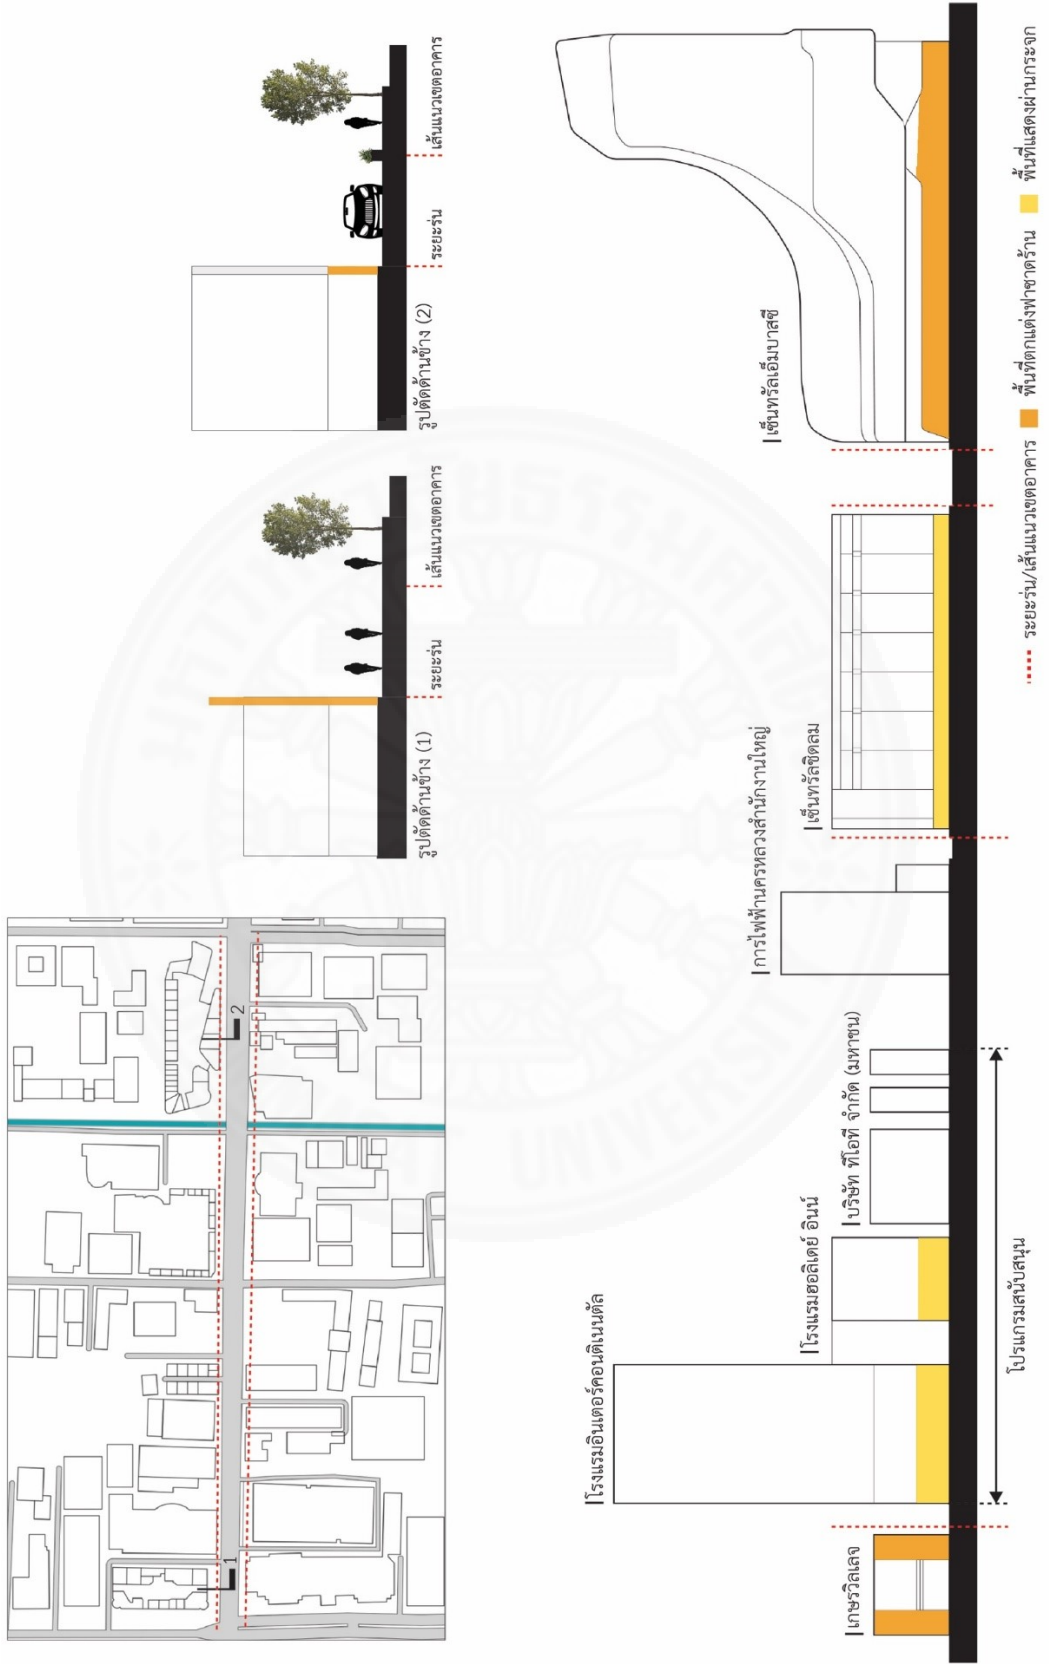 1
2
รูปตัดด้านข้าง (1)
ระยะร่น
เส้นแนวเขตอาคาร
รูปตัดด้านข้าง (2)
ระยะร่น
เส้นแนวเขตอาคาร
เกษรวิลเลจ
โรงแรมอินเตอร์คอนติเนนตัล
โรงแรมฮอลิเดย์ อินน์
บริษัท ทีโอที จำกัด (มหาชน)
การไฟฟ้านครหลวงสำนักงานใหญ่
เซ็นทรัลชิดลม
เซ็นทรัลเอ็มบาสซี
โปรแกรมสนับสนุน
ระยะร่น/เส้นแนวเขตอาคาร
พื้นที่ตกแต่งฟาซาดร้าน
พื้นที่แสดงผ่านกระจก
UNIVERSITY